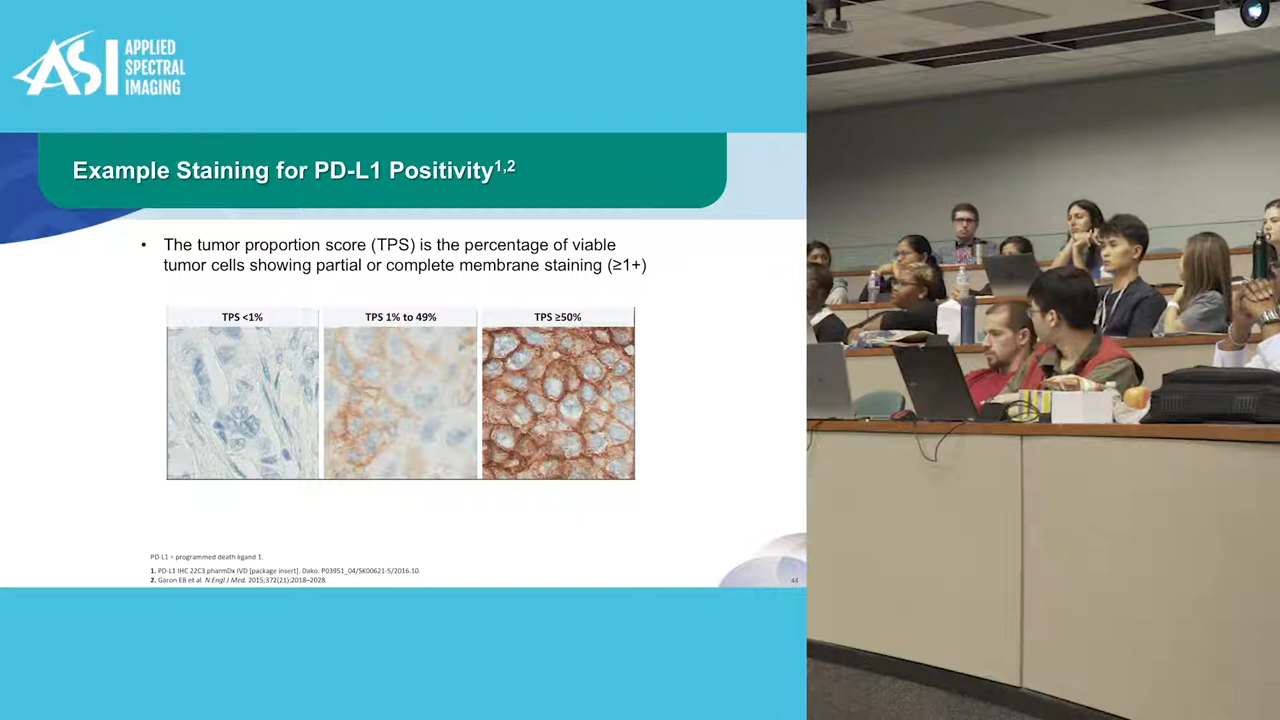 ASI APPLIED
SPECTRAL
IMAGING
Example Staining for PD-L1 Positivity1,2
• The tumor proportion score (TPS) is the percentage of viable
tumor cells showing partial or complete membrane staining (≥1+)
TPS <1%
TPS 1% to 49%
TPS ≥50%
PD-L1 = programmed death ligand 1.
1. PD-L1 IHC 22C3 pharmDx IVD [package insert]. Dako. P03951_04/SK00621-5/2016.10.
2. Garon EB et al. N Engl J Med. 2015;372(21):2018–2028.
44